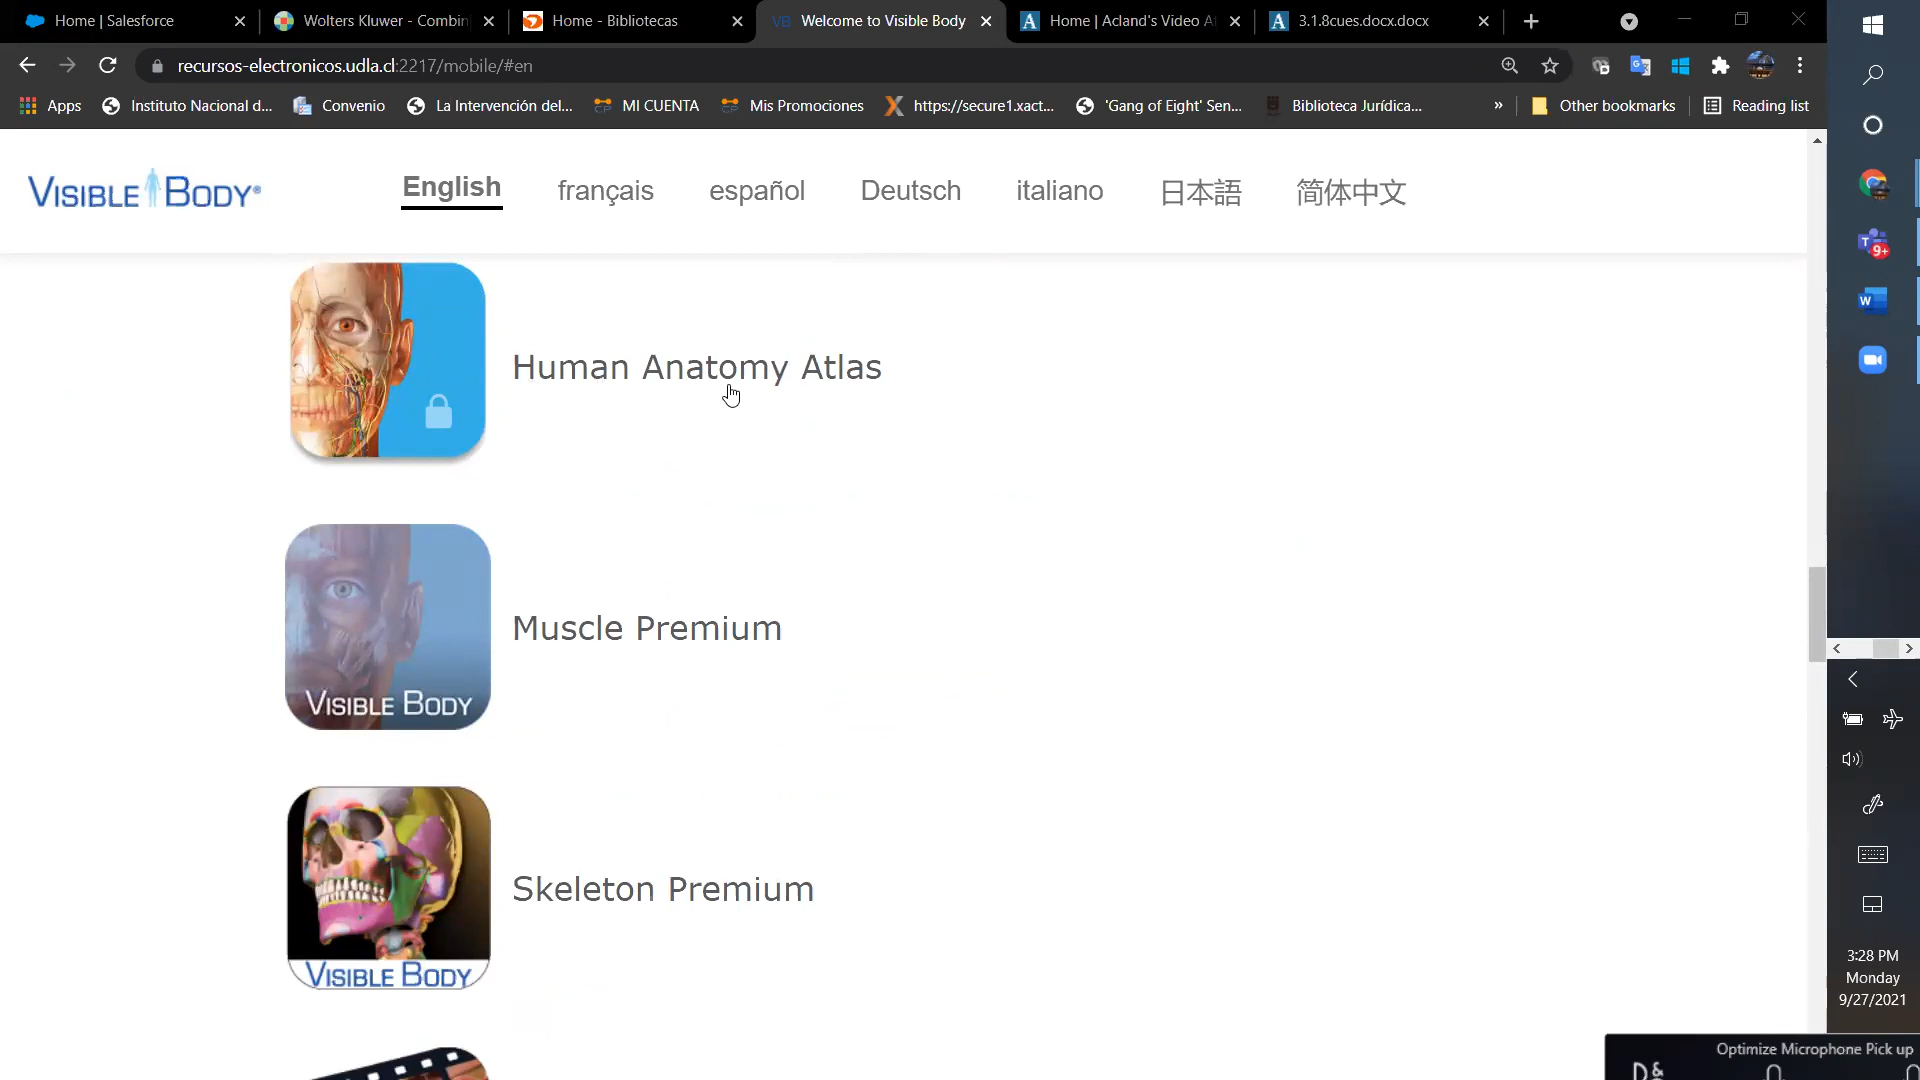 Home | Salesforce
Wolters Kluwer - Combin
Home - Bibliotecas
VB Welcome to Visible Body
Home | Acland's Video A
3.1.8cues.docx.docx
recursos-electronicos.udla.cl:2217/mobile/#en
Apps
Instituto Nacional d...
Convenio
La Intervención del...
MI CUENTA
Mis Promociones
https://secure1.xact...
'Gang of Eight' Sen...
Biblioteca Jurídica...
»
Other bookmarks
Reading list
VISIBLE BODY®
English
français
español
Deutsch
italiano
日本語
简体中文
Human Anatomy Atlas
Muscle Premium
VISIBLE BODY
Skeleton Premium
VISIBLE BODY
9+
3:28 PM
Monday
9/27/2021
Optimize Microphone Pick up